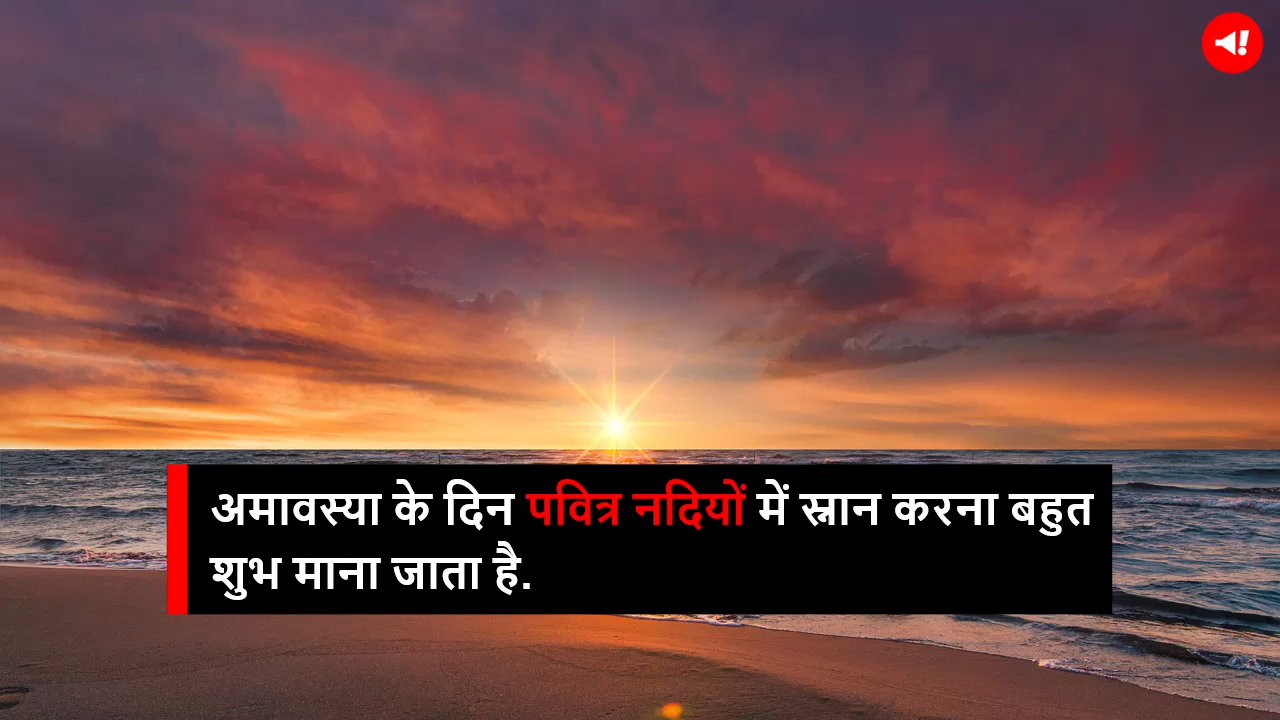 अमावस्या के दिन पवित्र नदियों में स्नान करना बहुत
शुभ माना जाता है.